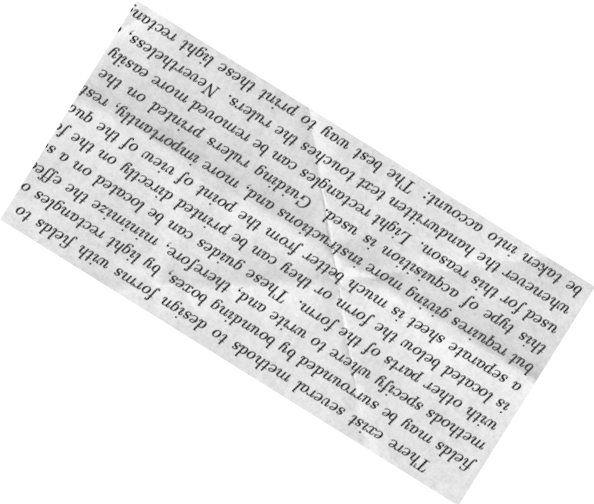 There exist several methods to design forms with fields to
fields may be surrounded by bounding boxes, by light rectangles o
methods specify where to write and, therefore, minimize the effe
with other parts of the form. These guides can be located on a s
is located below the form or they can be printed directly on the f
a separate sheet is much better from the point of view of the qua
but requires giving more instructions and, more importantly, rest
this type of acquisition is used. Guiding rulers printed on the
used for this reason. Light rectangles can be removed more easily
whenever the handwritten text touches the rulers. Nevertheless,
be taken into account: The best way to print these light rectan